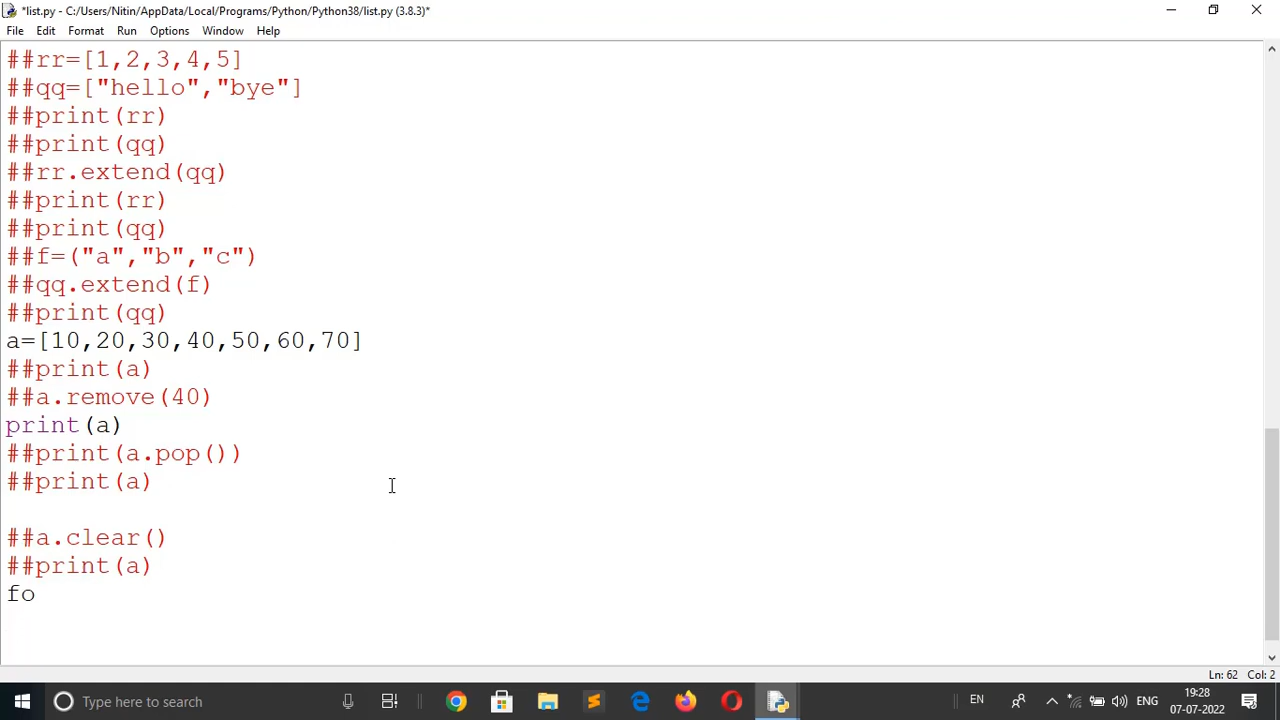 *list.py - C:/Users/Nitin/AppData/Local/Programs/Python/Python38/list.py (3.8.3)*
File Edit Format Run Options Window Help
##rr=[1,2,3,4,5]
##qq=["hello","bye"]
##print(rr)
##print(qq)
##rr.extend(qq)
##print(rr)
##print(qq)
##f=("a","b","c")
##qq.extend(f)
##print(qq)
a=[10,20,30,40,50,60,70]
##print(a)
##a.remove(40)
print(a)
##print(a.pop())
##print(a)
##a.clear()
##print(a)
fo
Ln: 62 Col: 2
Type here to search
EN
ENG
19:28
07-07-2022